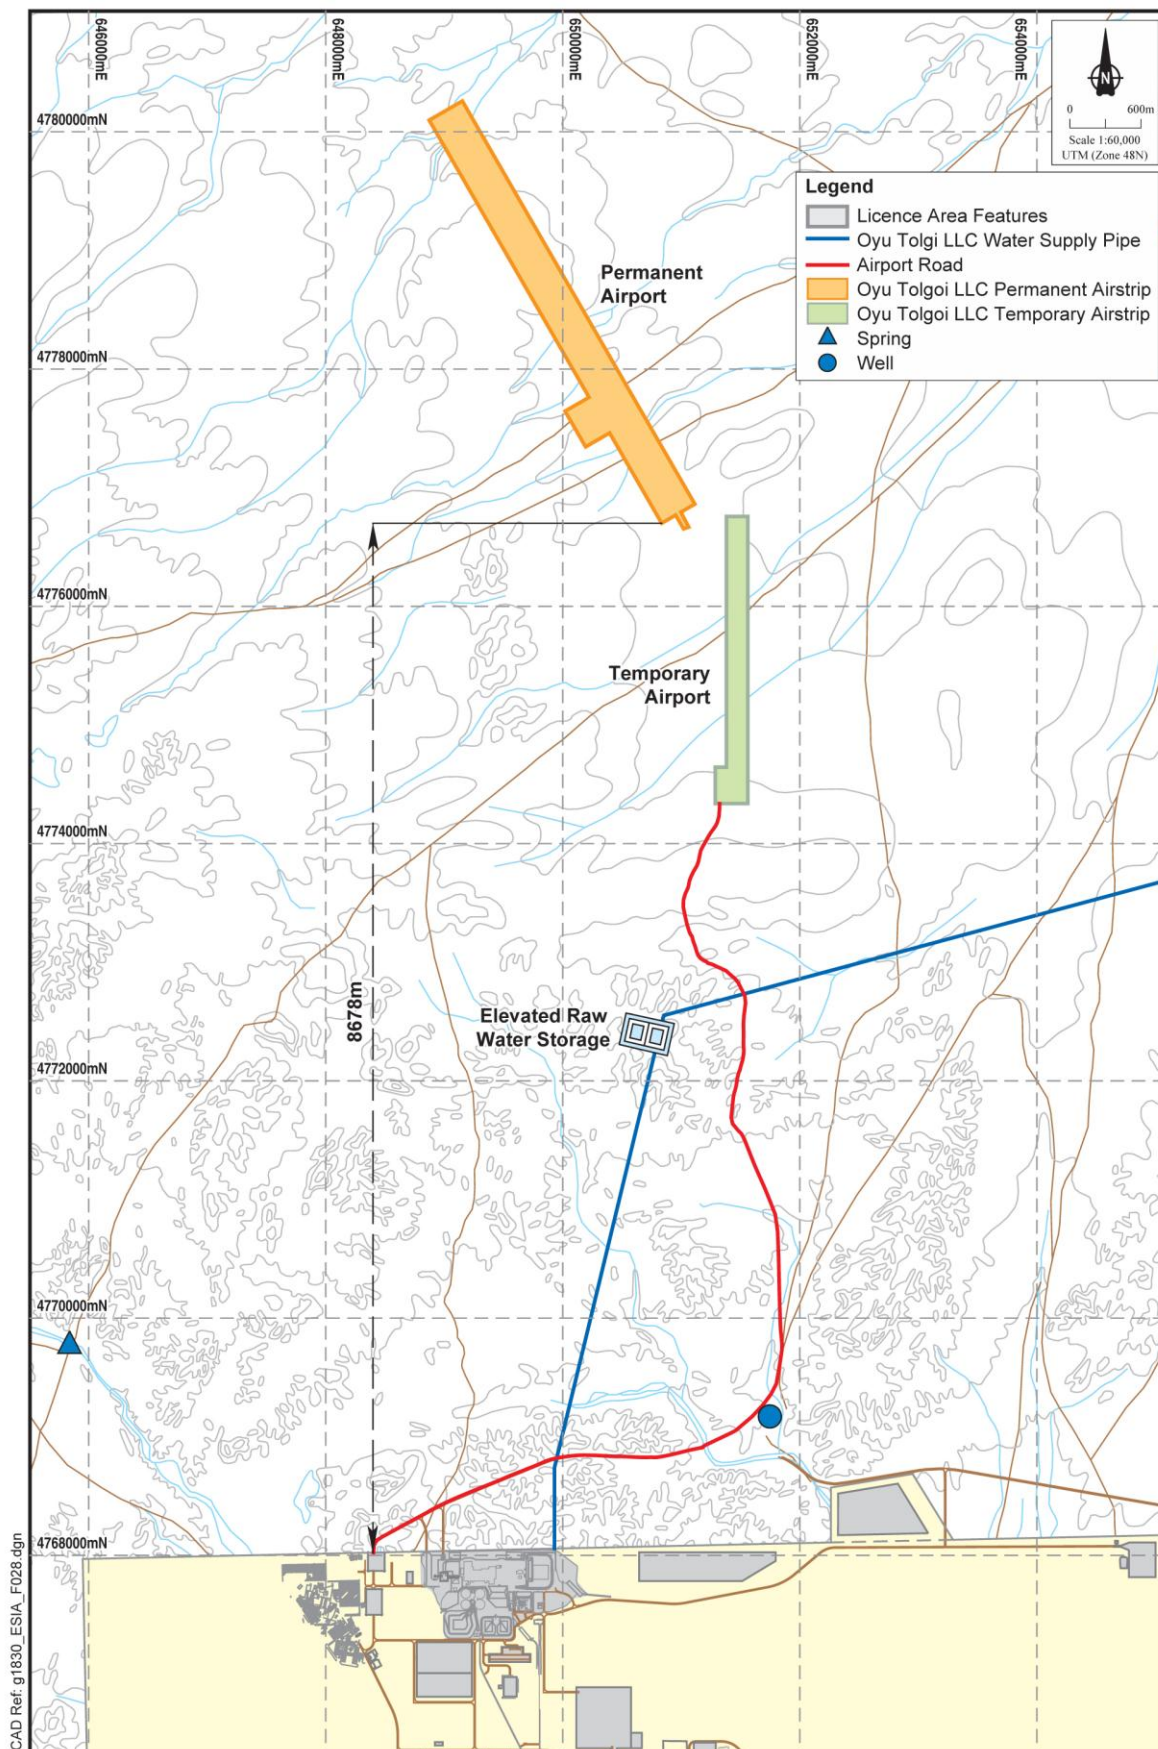 646000mE
648000mE
650000mE
652000mE
654000mE
N
0 600m
Scale 1:60,000
UTM (Zone 48N)
4780000mN
Legend
Licence Area Features
Oyu Tolgi LLC Water Supply Pipe
Airport Road
Oyu Tolgoi LLC Permanent Airstrip
Oyu Tolgoi LLC Temporary Airstrip
Spring
Well
Permanent
Airport
4778000mN
4776000mN
Temporary
Airport
4774000mN
8678m
Elevated Raw
Water Storage
4772000mN
4770000mN
4768000mN
CAD Ref: g1830_ESIA_F028.dgn